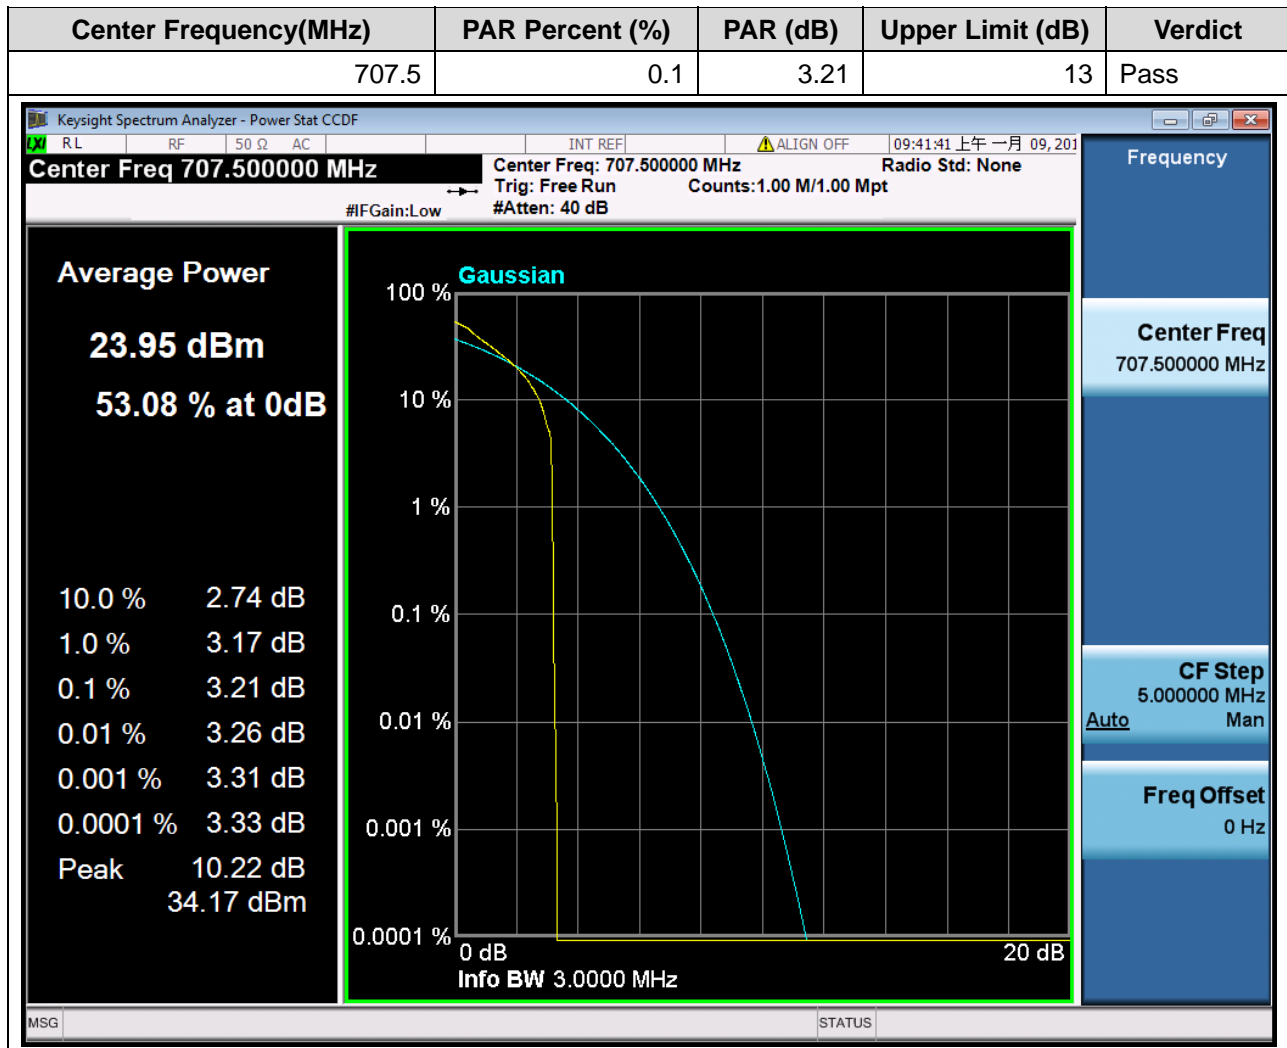 Center Frequency(MHz) PAR Percent (%) PAR (dB) Upper Limit (dB) Verdict
707.5 0.1 3.21 13 Pass
Keysight Spectrum Analyzer - Power Stat CCDF
LXI RL RF 50 Ω AC INT REF ALIGN OFF 09:41:41 上午 一月 09, 201
Center Freq 707.500000 MHz
Center Freq: 707.500000 MHz Radio Std: None
Trig: Free Run Counts:1.00 M/1.00 Mpt
#IFGain:Low #Atten: 40 dB
Average Power
23.95 dBm
53.08 % at 0dB
10.0 % 2.74 dB
1.0 % 3.17 dB
0.1 % 3.21 dB
0.01 % 3.26 dB
0.001 % 3.31 dB
0.0001 % 3.33 dB
Peak 10.22 dB
34.17 dBm
Gaussian
100 %
10 %
1 %
0.1 %
0.01 %
0.001 %
0.0001 %
0 dB 20 dB
Info BW 3.0000 MHz
Frequency
Center Freq
707.500000 MHz
CF Step
5.000000 MHz
Auto Man
Freq Offset
0 Hz
MSG STATUS